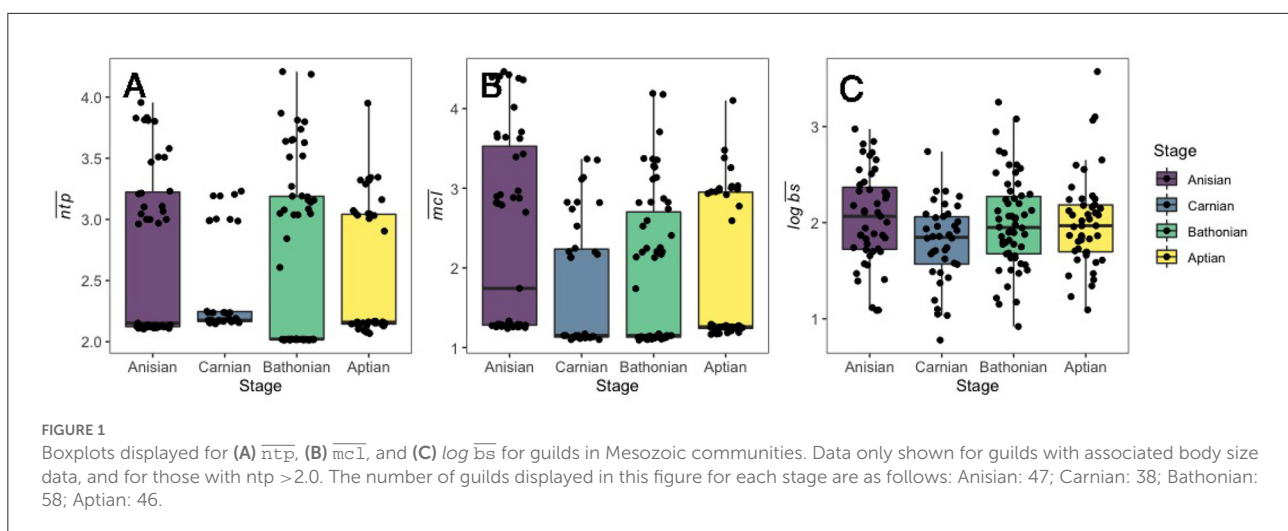 A
B
C
4.0
3.5
3.0
2.5
2.0
ntp
Anisian Carnian Bathonian Aptian
Stage
4
3
2
1
mcl
Anisian Carnian Bathonian Aptian
Stage
3
2
1
log bs
Anisian Carnian Bathonian Aptian
Stage
Stage
Anisian
Carnian
Bathonian
Aptian
FIGURE 1
Boxplots displayed for (A) n̅t̅p̅, (B) m̅c̅l̅, and (C) log b̅s̅ for guilds in Mesozoic communities. Data only shown for guilds with associated body size
data, and for those with ntp >2.0. The number of guilds displayed in this figure for each stage are as follows: Anisian: 47; Carnian: 38; Bathonian:
58; Aptian: 46.